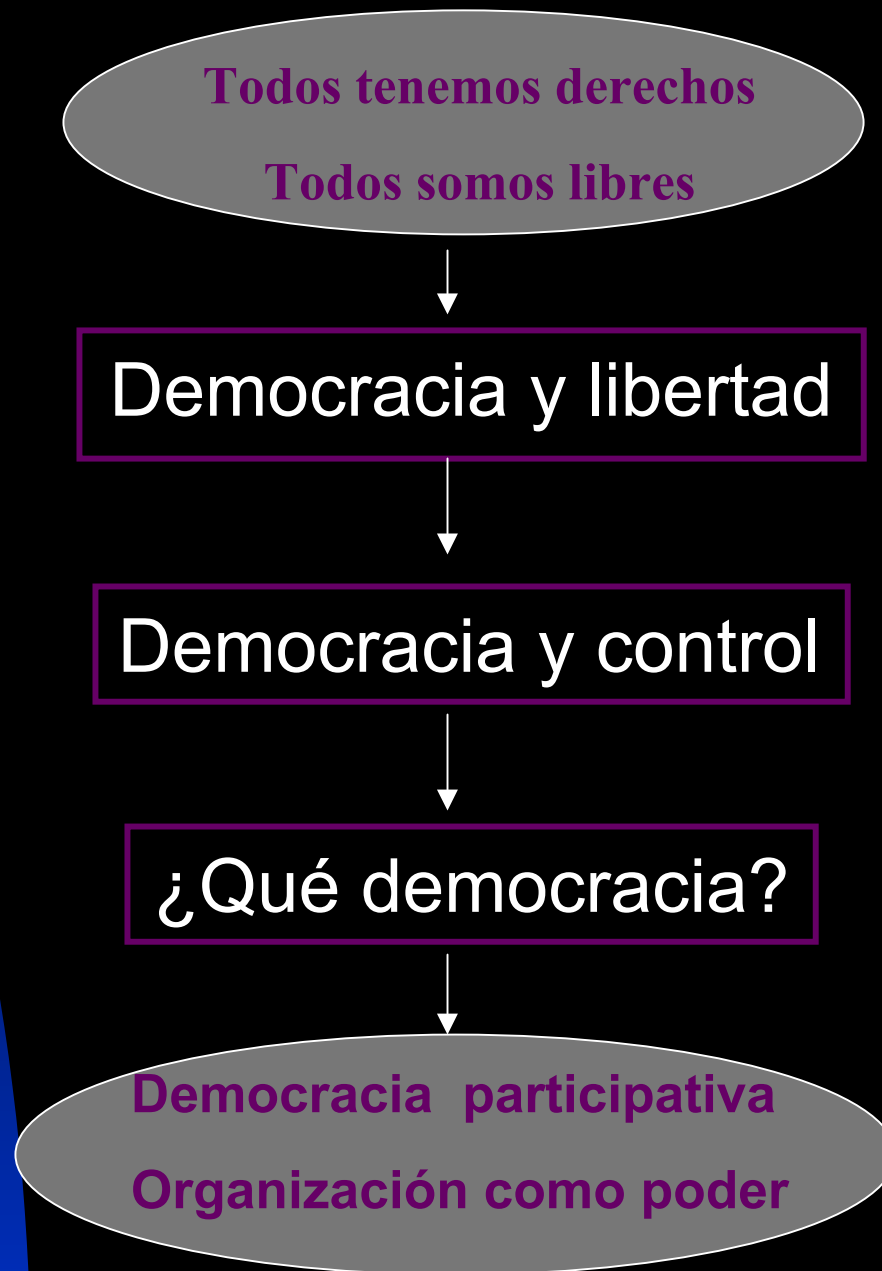 Todos tenemos derechos
Todos somos libres
Democracia y libertad
Democracia y control
¿Qué democracia?
Democracia participativa
Organización como poder